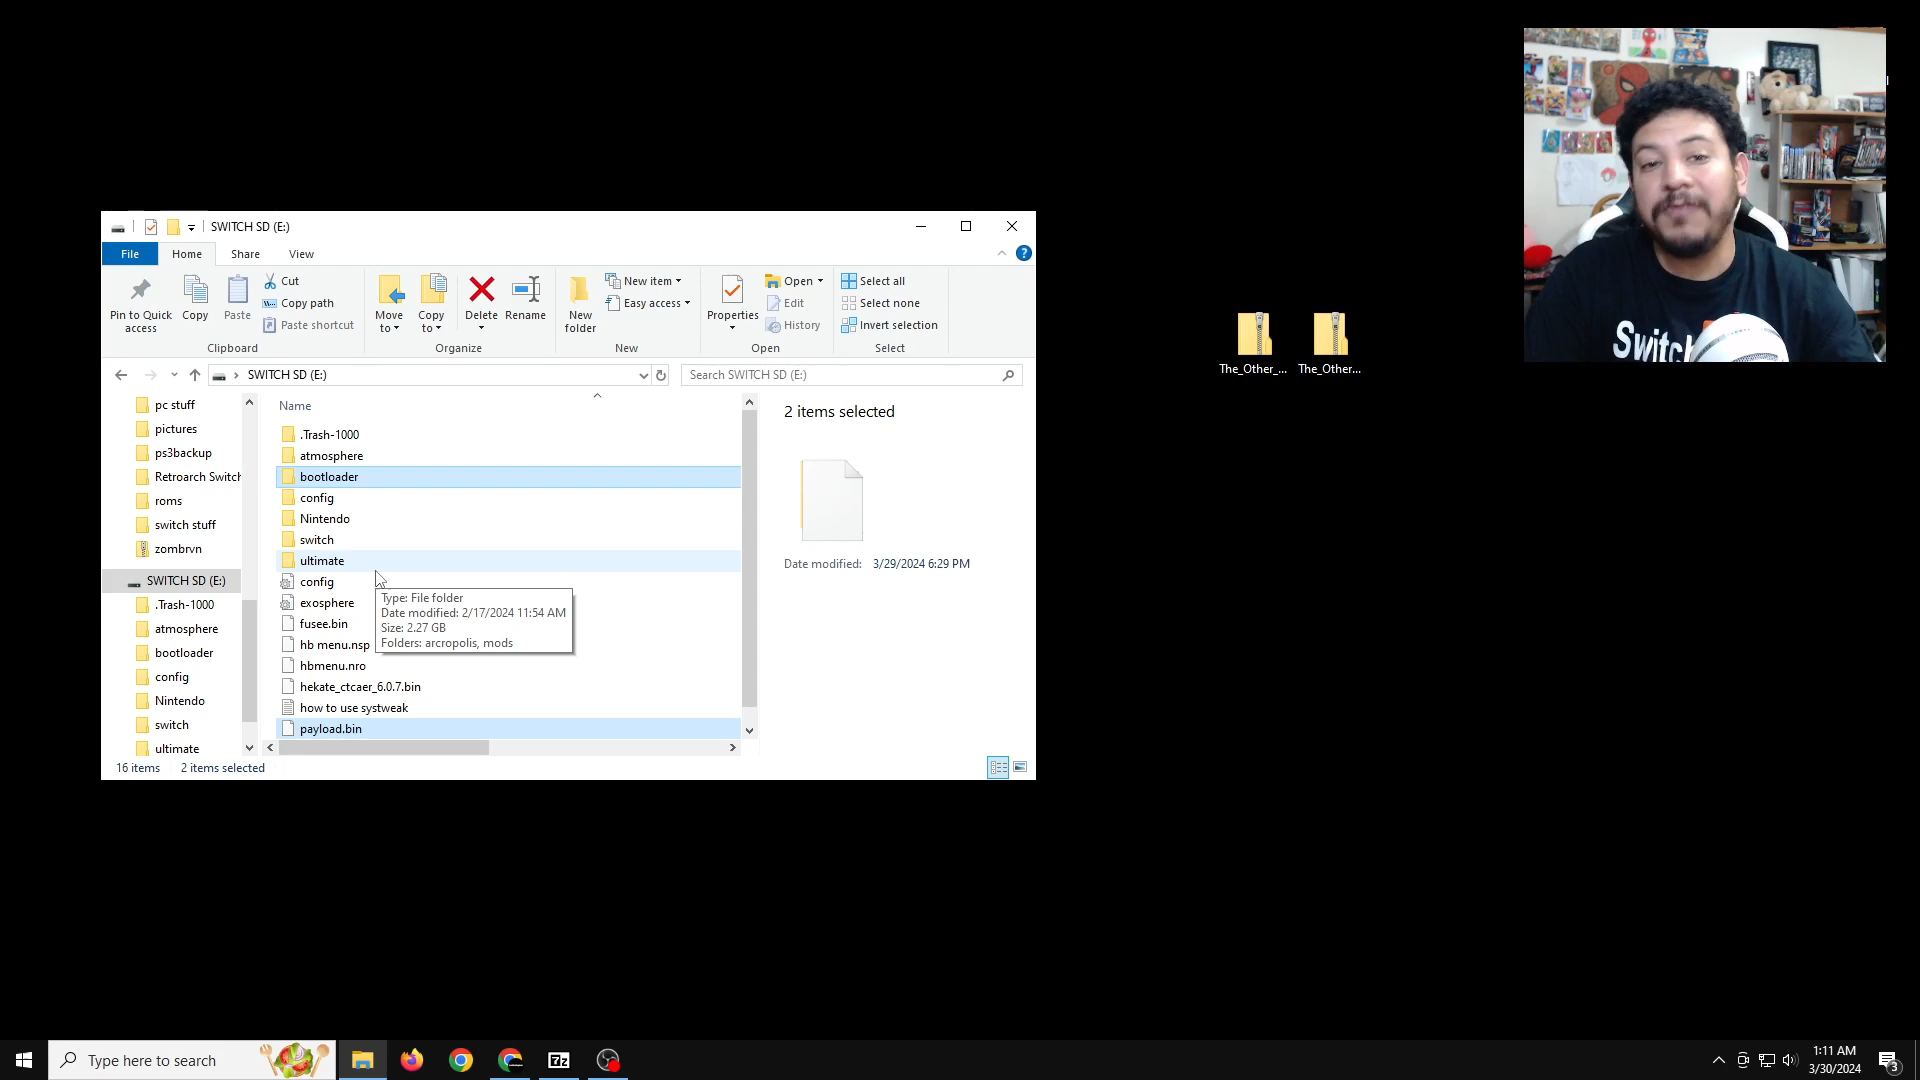 SWITCH SD (E:)
File
Home
Share
View
Pin to Quick
access
Copy
Paste
Cut
Copy path
Paste shortcut
Clipboard
Move
to
Copy
to
Delete
Rename
Organize
New
folder
New item
Easy access
New
Properties
Open
Edit
History
Open
Select all
Select none
Invert selection
Select
SWITCH SD (E:)
Search SWITCH SD (E:)
pc stuff
pictures
ps3backup
Retroarch Switch
roms
switch stuff
zombrvn
SWITCH SD (E:)
.Trash-1000
atmosphere
bootloader
config
Nintendo
switch
ultimate
Name
.Trash-1000
atmosphere
bootloader
config
Nintendo
switch
ultimate
config
exosphere
fusee.bin
hb menu.nsp
hbmenu.nro
hekate_ctcaer_6.0.7.bin
how to use systweak
payload.bin
Type: File folder
Date modified: 2/17/2024 11:54 AM
Size: 2.27 GB
Folders: arcropolis, mods
2 items selected
Date modified: 3/29/2024 6:29 PM
16 items
2 items selected
The_Other_...
The_Other...
Switch
Type here to search
7z
1:11 AM
3/30/2024
3